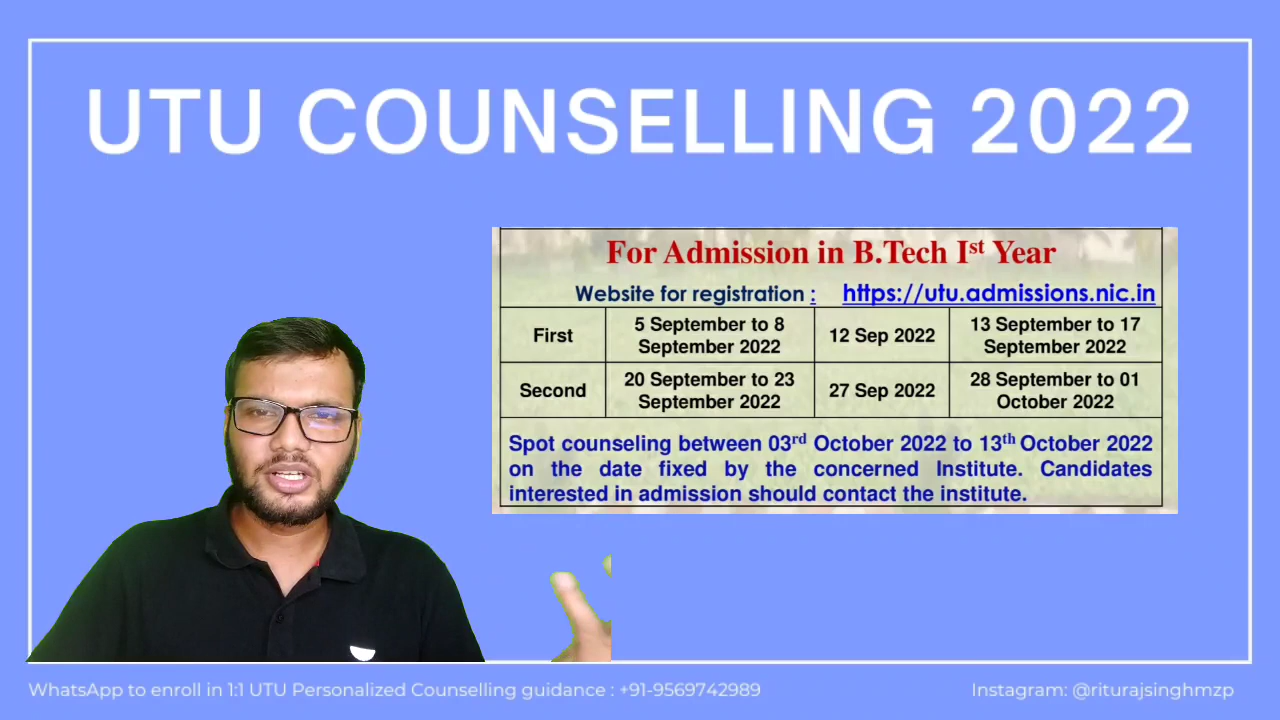 UTU COUNSELLING 2022
For Admission in B.Tech Ist Year
Website for registration : https://utu.admissions.nic.in
First
5 September to 8
September 2022
12 Sep 2022
13 September to 17
September 2022
Second
20 September to 23
September 2022
27 Sep 2022
28 September to 01
October 2022
Spot counseling between 03rd October 2022 to 13th October 2022
on the date fixed by the concerned Institute. Candidates
interested in admission should contact the institute.
WhatsApp to enroll in 1:1 UTU Personalized Counselling guidance : +91-9569742989
Instagram: @riturajsinghmzp